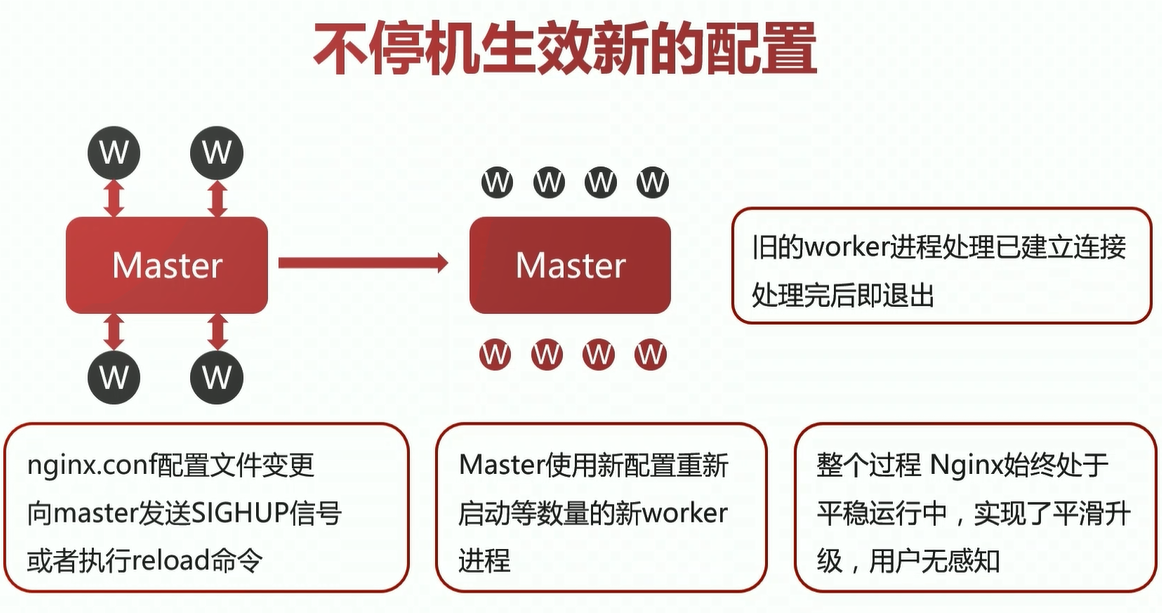 不停机生效新的配置
W W
W W W W
Master
Master
旧的worker进程处理已建立连接
处理完后即退出
W W W W
W W
nginx.conf配置文件变更
向master发送SIGHUP信号
或者执行reload命令
Master使用新配置重新
启动等数量的新worker
进程
整个过程 Nginx始终处于
平稳运行中，实现了平滑升
级，用户无感知